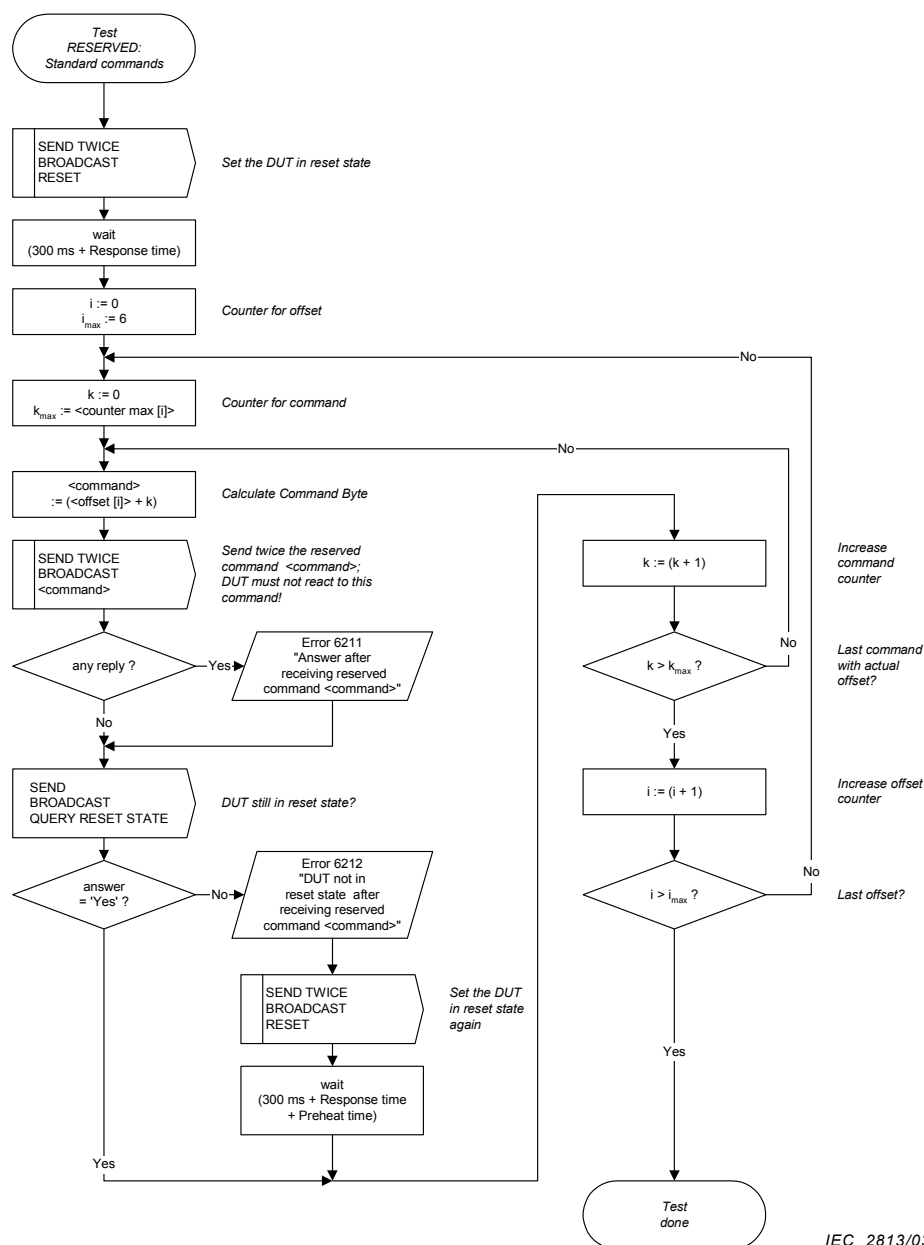 Test
RESERVED:
Standard commands
SEND TWICE
BROADCAST
RESET
Set the DUT in reset state
wait
(300 ms + Response time)
i := 0
imax := 6
Counter for offset
No
k := 0
kmax := <counter max [i]>
Counter for command
No
<command>
:= (<offset [i]> + k)
Calculate Command Byte
SEND TWICE
BROADCAST
<command>
Send twice the reserved
command <command>;
DUT must not react to this
command!
any reply ?
Yes
Error 6211
"Answer after
receiving reserved
command <command>"
No
SEND
BROADCAST
QUERY RESET STATE
DUT still in reset state?
answer
= 'Yes' ?
No
Error 6212
"DUT not in
reset state after
receiving reserved
command <command>"
SEND TWICE
BROADCAST
RESET
Set the DUT
in reset state
again
wait
(300 ms + Response time
+ Preheat time)
Yes
k := (k + 1)
Increase
command
counter
No
k > kmax ?
Last command
with actual
offset?
Yes
i := (i + 1)
Increase offset
counter
No
i > imax ?
Last offset?
Yes
Test
done